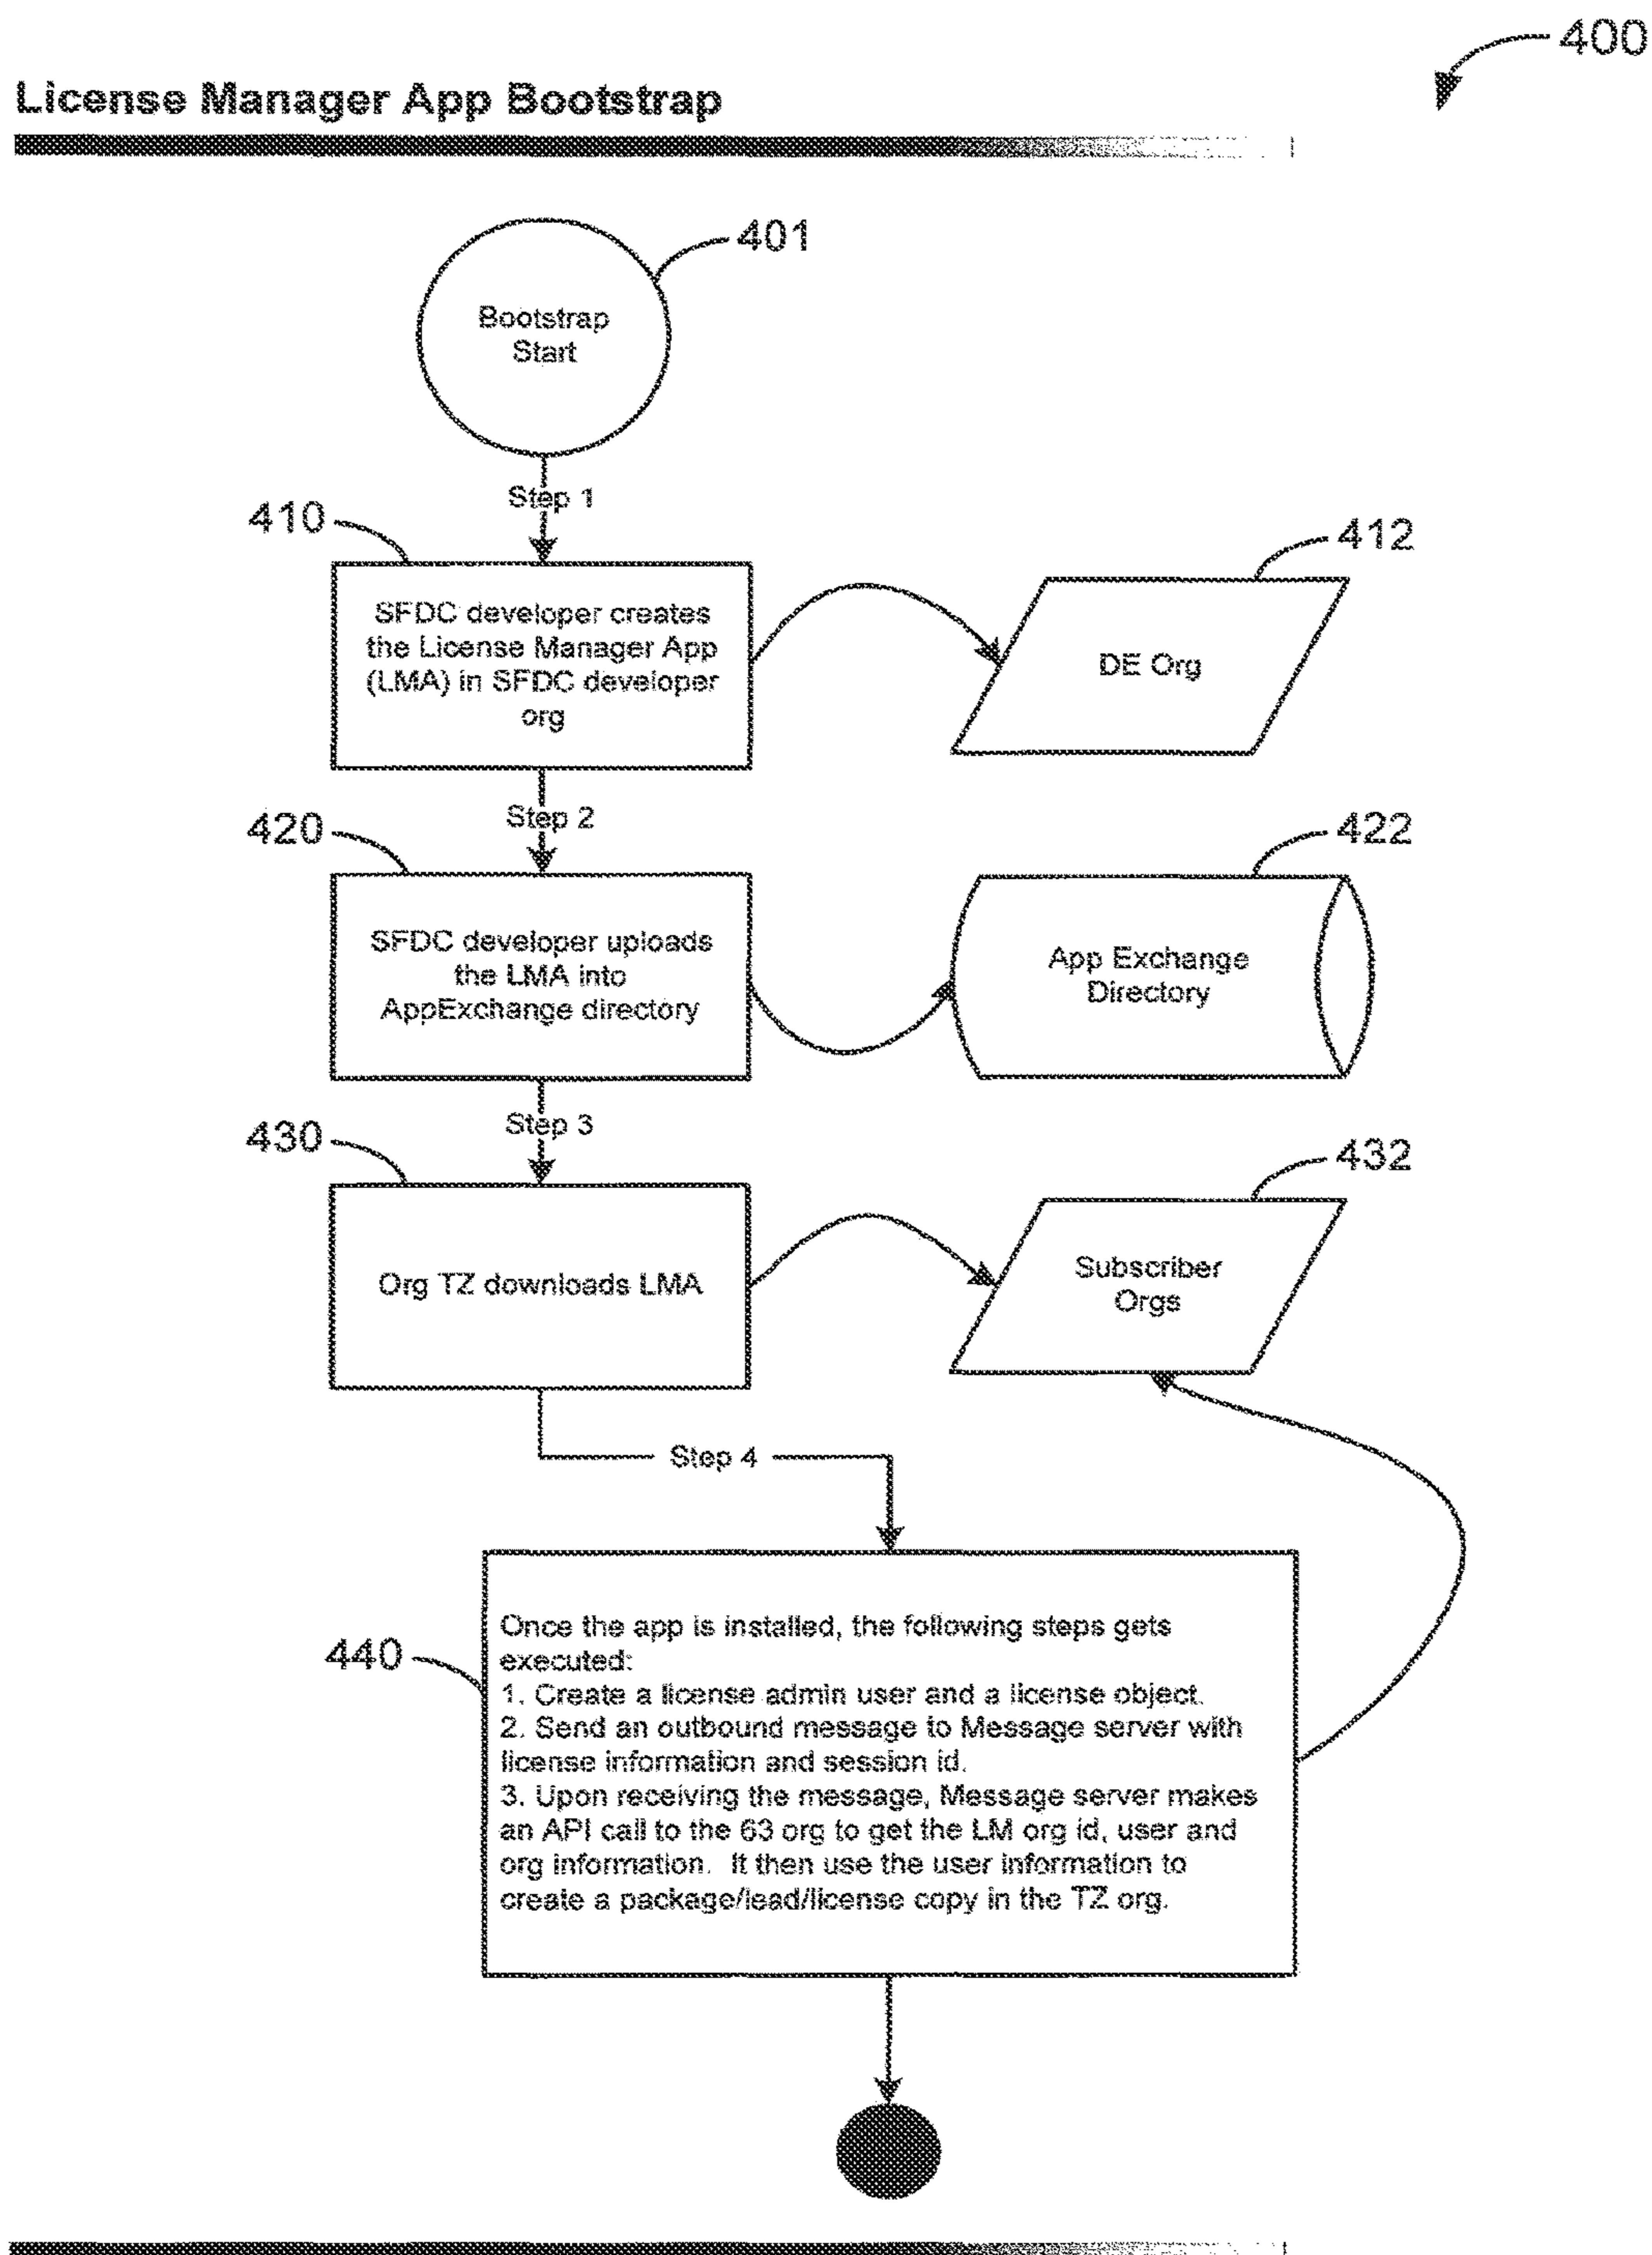 400
License Manager App Bootstrap
401
Bootstrap
Start
Step 1
410
412
SFDC developer creates
the License Manager App
(LMA) in SFDC developer
org
DE Org
Step 2
420
422
SFDC developer uploads
the LMA into
AppExchange directory
App Exchange
Directory
Step 3
430
432
Org TZ downloads LMA
Subscriber
Orgs
Step 4
440
Once the app is installed, the following steps gets
executed:
1. Create a license admin user and a license object.
2. Send an outbound message to Message server with
license information and session id.
3. Upon receiving the message, Message server makes
an API call to the 63 org to get the LM org id, user and
org information. It then use the user information to
create a package/lead/license copy in the TZ org.